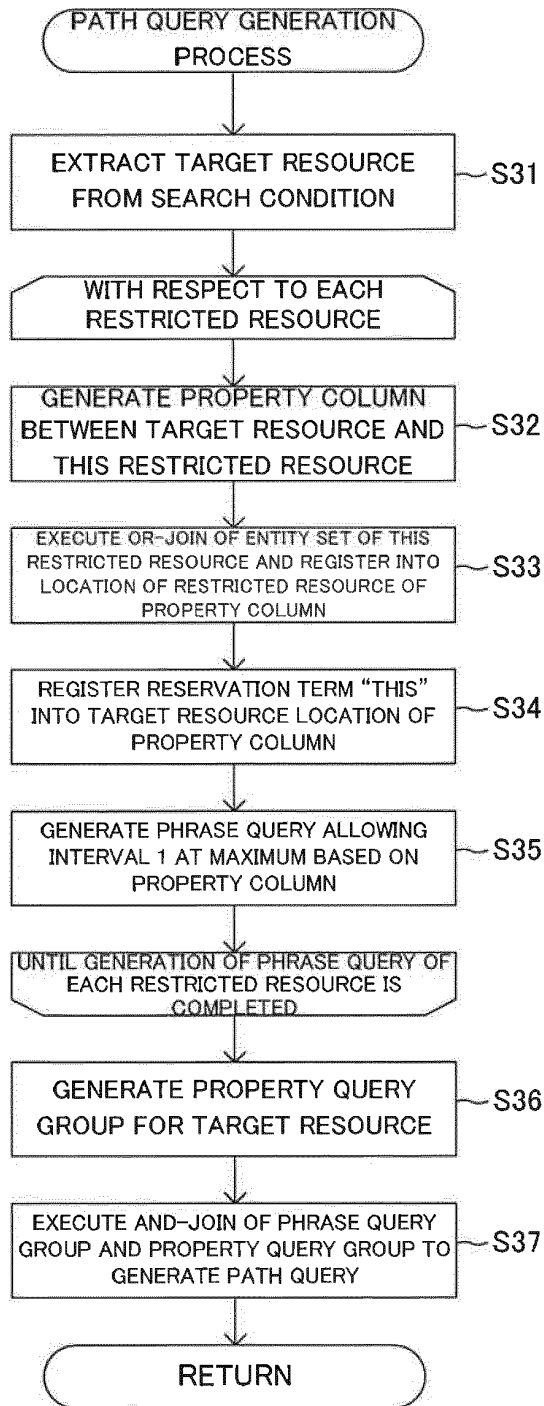 PATH QUERY GENERATION
PROCESS
EXTRACT TARGET RESOURCE
FROM SEARCH CONDITION
S31
WITH RESPECT TO EACH
RESTRICTED RESOURCE
GENERATE PROPERTY COLUMN
BETWEEN TARGET RESOURCE AND
THIS RESTRICTED RESOURCE
S32
EXECUTE OR-JOIN OF ENTITY SET OF THIS
RESTRICTED RESOURCE AND REGISTER INTO
LOCATION OF RESTRICTED RESOURCE OF
PROPERTY COLUMN
S33
REGISTER RESERVATION TERM “THIS”
INTO TARGET RESOURCE LOCATION OF
PROPERTY COLUMN
S34
GENERATE PHRASE QUERY ALLOWING
INTERVAL 1 AT MAXIMUM BASED ON
PROPERTY COLUMN
S35
UNTIL GENERATION OF PHRASE QUERY OF
EACH RESTRICTED RESOURCE IS
COMPLETED
GENERATE PROPERTY QUERY
GROUP FOR TARGET RESOURCE
S36
EXECUTE AND-JOIN OF PHRASE QUERY
GROUP AND PROPERTY QUERY GROUP TO
GENERATE PATH QUERY
S37
RETURN